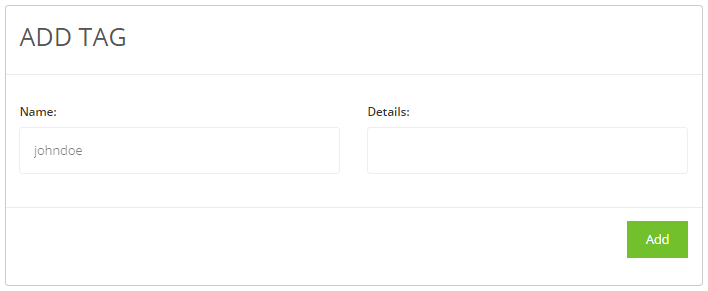 ADD TAG
Name:
Details:
johndoe
Add